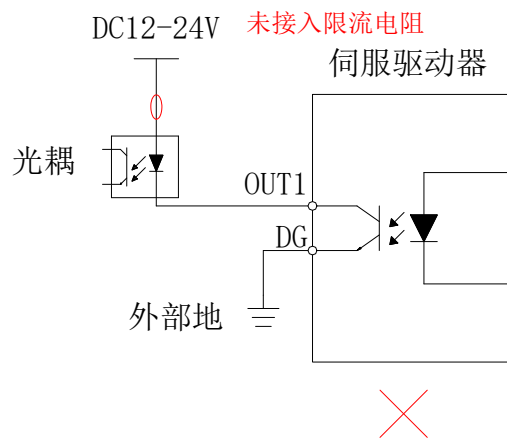 DC12-24V
未接入限流电阻
伺服驱动器
光耦
OUT1
DG
外部地